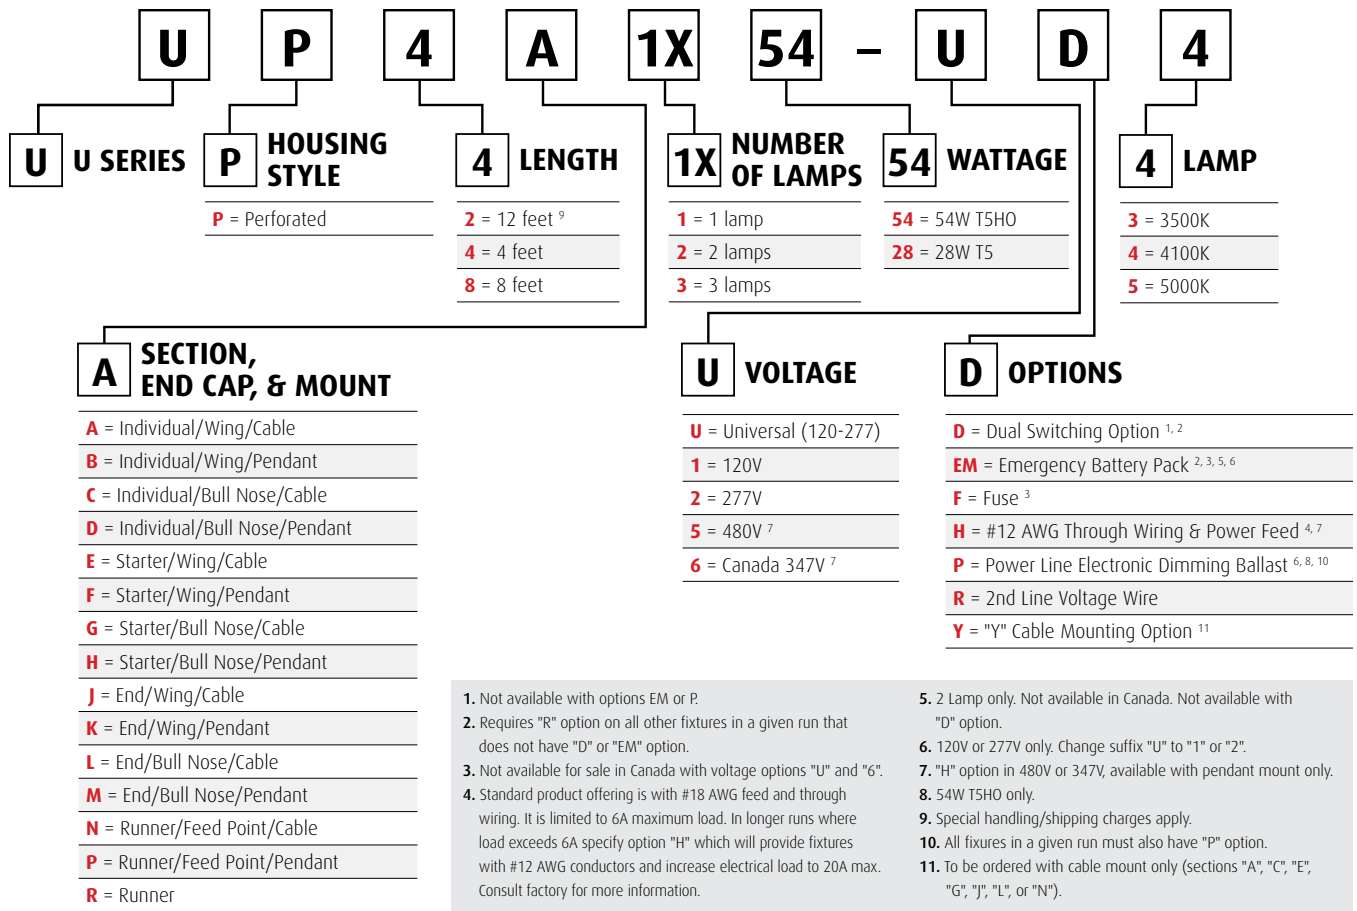 U P 4 A 1X 54 – U D 4
U U SERIES
P HOUSING
STYLE
P = Perforated
4 LENGTH
2 = 12 feet 9
4 = 4 feet
8 = 8 feet
1X NUMBER
OF LAMPS
1 = 1 lamp
2 = 2 lamps
3 = 3 lamps
54 WATTAGE
54 = 54W T5HO
28 = 28W T5
4 LAMP
3 = 3500K
4 = 4100K
5 = 5000K
A SECTION,
END CAP, & MOUNT
A = Individual/Wing/Cable
B = Individual/Wing/Pendant
C = Individual/Bull Nose/Cable
D = Individual/Bull Nose/Pendant
E = Starter/Wing/Cable
F = Starter/Wing/Pendant
G = Starter/Bull Nose/Cable
H = Starter/Bull Nose/Pendant
J = End/Wing/Cable
K = End/Wing/Pendant
L = End/Bull Nose/Cable
M = End/Bull Nose/Pendant
N = Runner/Feed Point/Cable
P = Runner/Feed Point/Pendant
R = Runner
U VOLTAGE
U = Universal (120-277)
1 = 120V
2 = 277V
5 = 480V 7
6 = Canada 347V 7
D OPTIONS
D = Dual Switching Option 1, 2
EM = Emergency Battery Pack 2, 3, 5, 6
F = Fuse 3
H = #12 AWG Through Wiring & Power Feed 4, 7
P = Power Line Electronic Dimming Ballast 6, 8, 10
R = 2nd Line Voltage Wire
Y = "Y" Cable Mounting Option 11
1. Not available with options EM or P.
2. Requires "R" option on all other fixtures in a given run that
does not have "D" or "EM" option.
3. Not available for sale in Canada with voltage options "U" and "6".
4. Standard product offering is with #18 AWG feed and through
wiring. It is limited to 6A maximum load. In longer runs where
load exceeds 6A specify option "H" which will provide fixtures
with #12 AWG conductors and increase electrical load to 20A max.
Consult factory for more information.
5. 2 Lamp only. Not available in Canada. Not available with
"D" option.
6. 120V or 277V only. Change suffix "U" to "1" or "2".
7. "H" option in 480V or 347V, available with pendant mount only.
8. 54W T5HO only.
9. Special handling/shipping charges apply.
10. All fixures in a given run must also have "P" option.
11. To be ordered with cable mount only (sections "A", "C", "E",
"G", "J", "L", or "N").